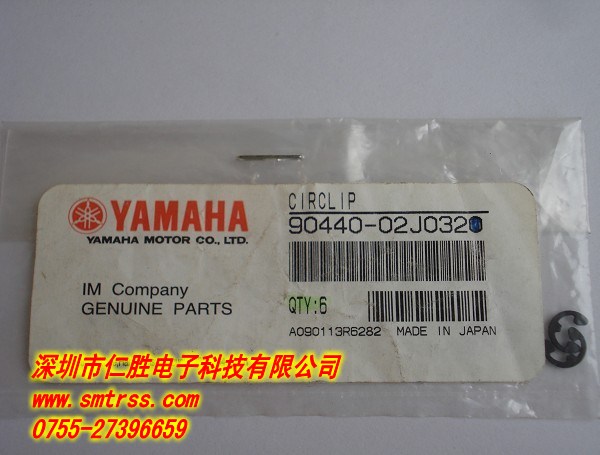 YAMAHA
YAMAHA MOTOR CO., LTD.
IM Company
GENUINE PARTS
CIRCLIP
90440-02J032
QTY:6
A090113R6282 MADE IN JAPAN
深圳市仁胜电子科技有限公司
www.smtrss.com
0755-27396659